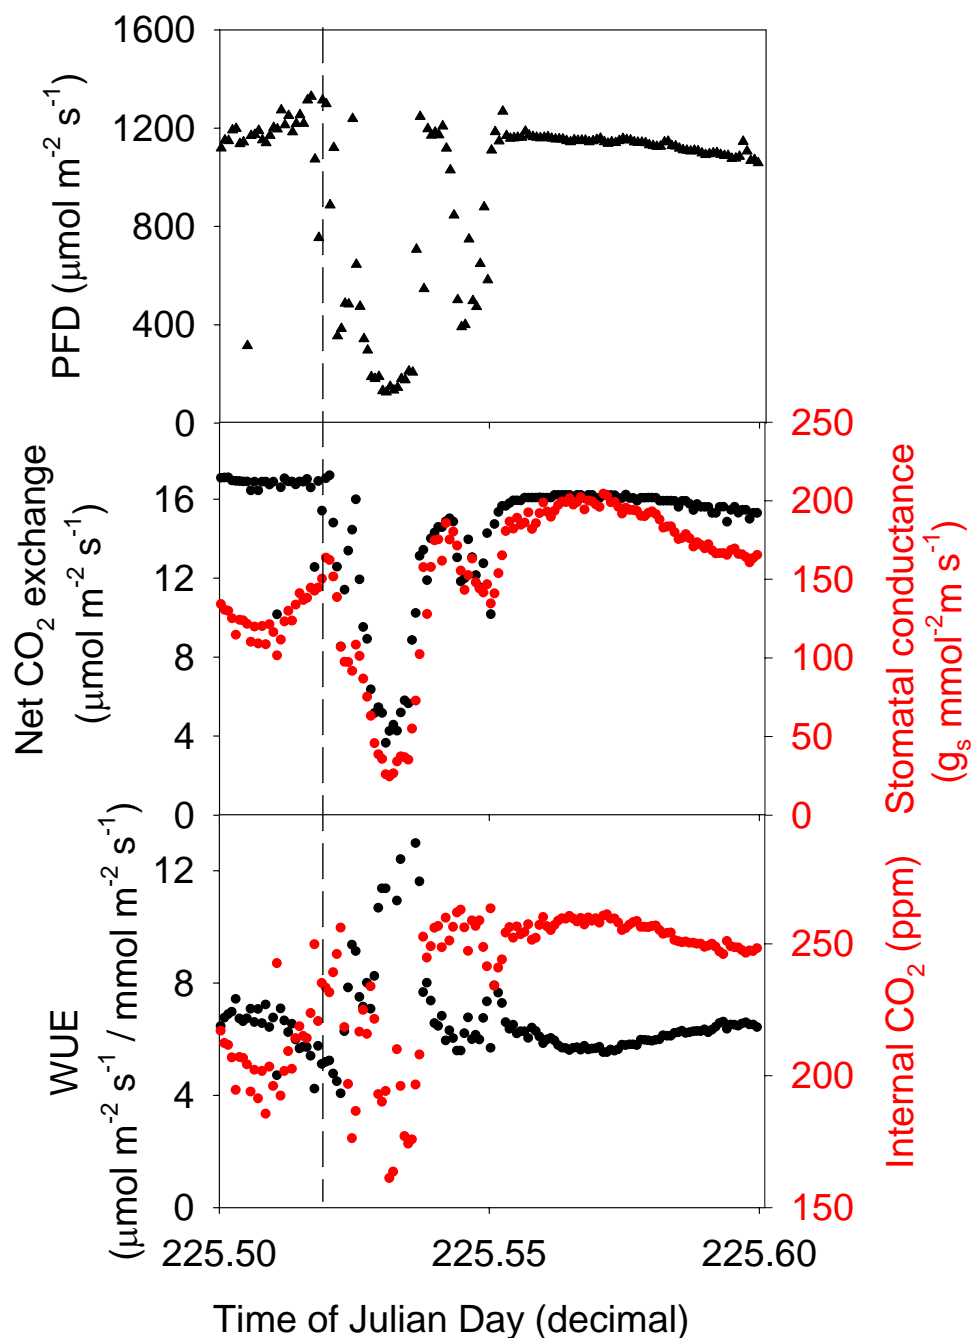 1600
1200
800
400
0
PFD (μmol m⁻² s⁻¹)
16
12
8
4
0
Net CO₂ exchange
(μmol m⁻² s⁻¹)
250
200
150
100
50
0
Stomatal conductance
(gₛ mmol⁻²m s⁻¹)
12
8
4
0
WUE
(μmol m⁻² s⁻¹ / mmol m⁻² s⁻¹)
250
200
150
Internal CO₂ (ppm)
225.50 225.55 225.60
Time of Julian Day (decimal)